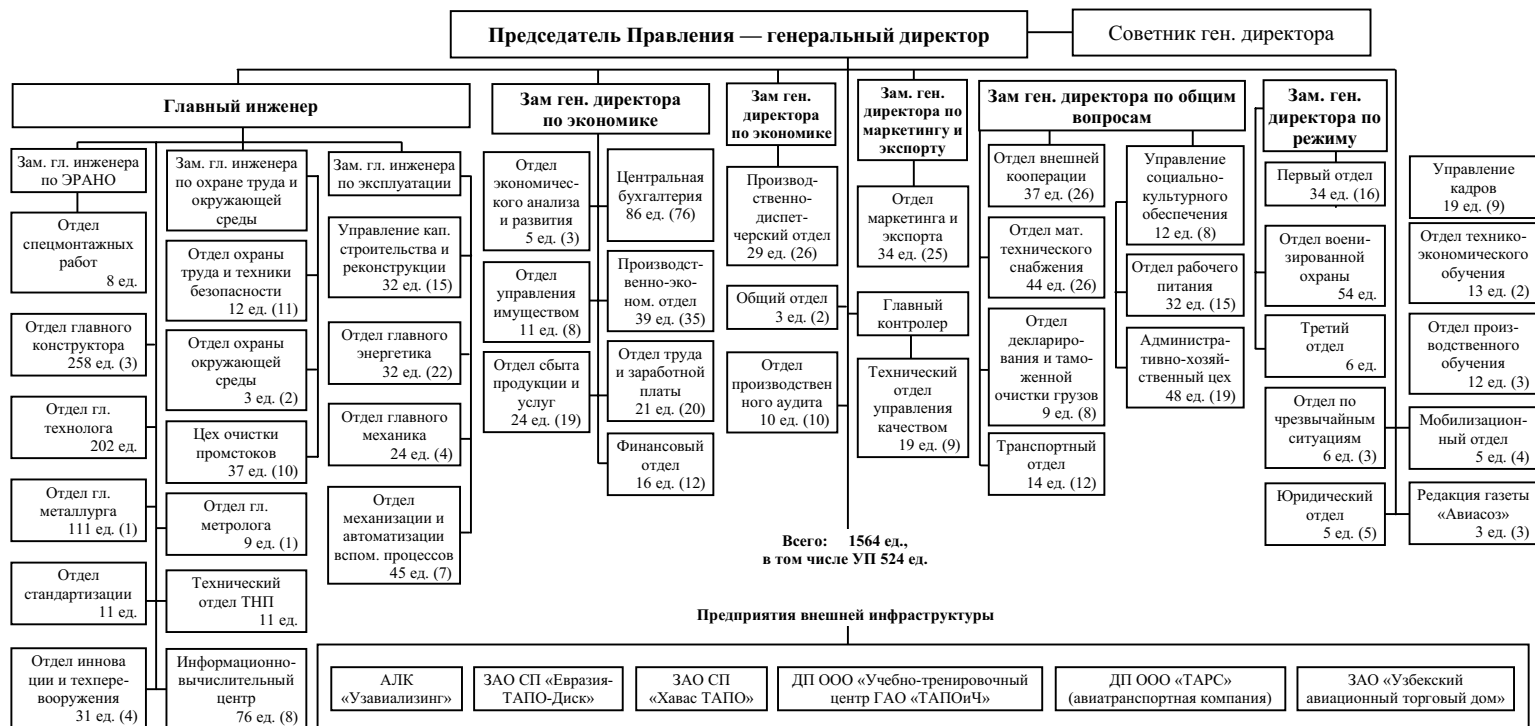 Председатель Правления — генеральный директор
Советник ген. директора
Главный инженер
Зам. гл. инженера
по ЭРАНО
Отдел
спецмонтажных
работ
8 ед.
Отдел главного
конструктора
258 ед. (3)
Отдел гл.
технолога
202 ед.
Отдел гл.
металлурга
111 ед. (1)
Отдел
стандартизации
11 ед.
Отдел иннова
ции и техпере-
вооружения
31 ед. (4)
Зам. гл. инженера
по охране труда и
окружающей
среды
Отдел охраны
труда и техники
безопасности
12 ед. (11)
Отдел охраны
окружающей
среды
3 ед. (2)
Цех очистки
промстоков
37 ед. (10)
Отдел гл.
метролога
9 ед. (1)
Технический
отдел ТНП
11 ед.
Информационно-
вычислительный
центр
76 ед. (8)
Зам. гл. инженера
по эксплуатации
Управление кап.
строительства и
реконструкции
32 ед. (15)
Отдел главного
энергетика
32 ед. (22)
Отдел главного
механика
24 ед. (4)
Отдел
механизации и
автоматизации
вспом. процессов
45 ед. (7)
Зам ген. директора
по экономике
Отдел
экономичес-
кого анализа
и развития
5 ед. (3)
Отдел
управления
имуществом
11 ед. (8)
Отдел сбыта
продукции и
услуг
24 ед. (19)
Центральная
бухгалтерия
86 ед. (76)
Производст-
венно-эко-
ном. отдел
39 ед. (35)
Отдел труда
и заработной
платы
21 ед. (20)
Финансовый
отдел
16 ед. (12)
Зам ген.
директора
по экономике
Производ-
ственно-
диспет-
черский отдел
29 ед. (26)
Общий отдел
3 ед. (2)
Отдел
производствен
ного аудита
10 ед. (10)
Зам. ген.
директора по
маркетингу и
экспорту
Отдел
маркетинга и
экспорта
34 ед. (25)
Главный
контролер
Технический
отдел
управления
качеством
19 ед. (9)
Зам ген. директора по общим
вопросам
Отдел внешней
кооперации
37 ед. (26)
Отдел мат.
технического
снабжения
44 ед. (26)
Отдел
деклариро-
вания и тамо-
женной
очистки грузов
9 ед. (8)
Транспортный
отдел
14 ед. (12)
Управление
социально-
культурного
обеспечения
12 ед. (8)
Отдел рабочего
питания
32 ед. (15)
Административ-
но-хозяй-
ственный цех
48 ед. (19)
Зам. ген.
директора по
режиму
Первый отдел
34 ед. (16)
Отдел воени-
зированной
охраны
54 ед.
Третий
отдел
6 ед.
Отдел по
чрезвычайным
ситуациям
6 ед. (3)
Юридический
отдел
5 ед. (5)
Управление
кадров
19 ед. (9)
Отдел технико-
экономического
обучения
13 ед. (2)
Отдел произ-
водственного
обучения
12 ед. (3)
Мобилизацион-
ный отдел
5 ед. (4)
Редакция газеты
«Авиасоз»
3 ед. (3)
Всего: 1564 ед.,
в том числе УП 524 ед.
Предприятия внешней инфраструктуры
АЛК
«Узавиализинг»
ЗАО СП «Евразия-
ТАПО-Диск»
ЗАО СП
«Хавас ТАПО»
ДП ООО «Учебно-тренировочный
центр ГАО «ТАПОиЧ»
ДП ООО «ТАРС»
(авиатранспортная компания)
ЗАО «Узбекский
авиационный торговый дом»